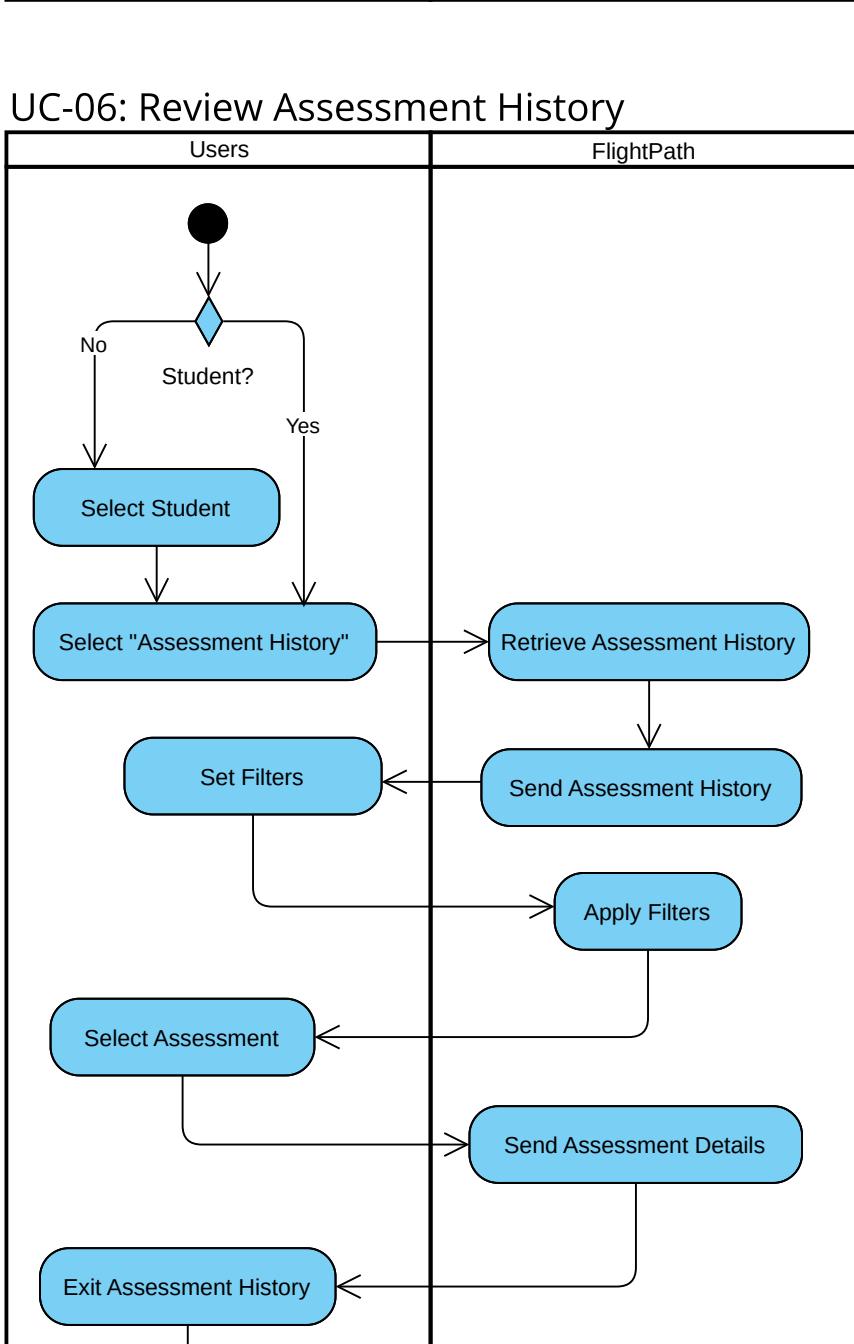 UC-06: Review Assessment History
Users
FlightPath
No
Student?
Yes
Select Student
Select "Assessment History"
Retrieve Assessment History
Set Filters
Send Assessment History
Apply Filters
Select Assessment
Send Assessment Details
Exit Assessment History